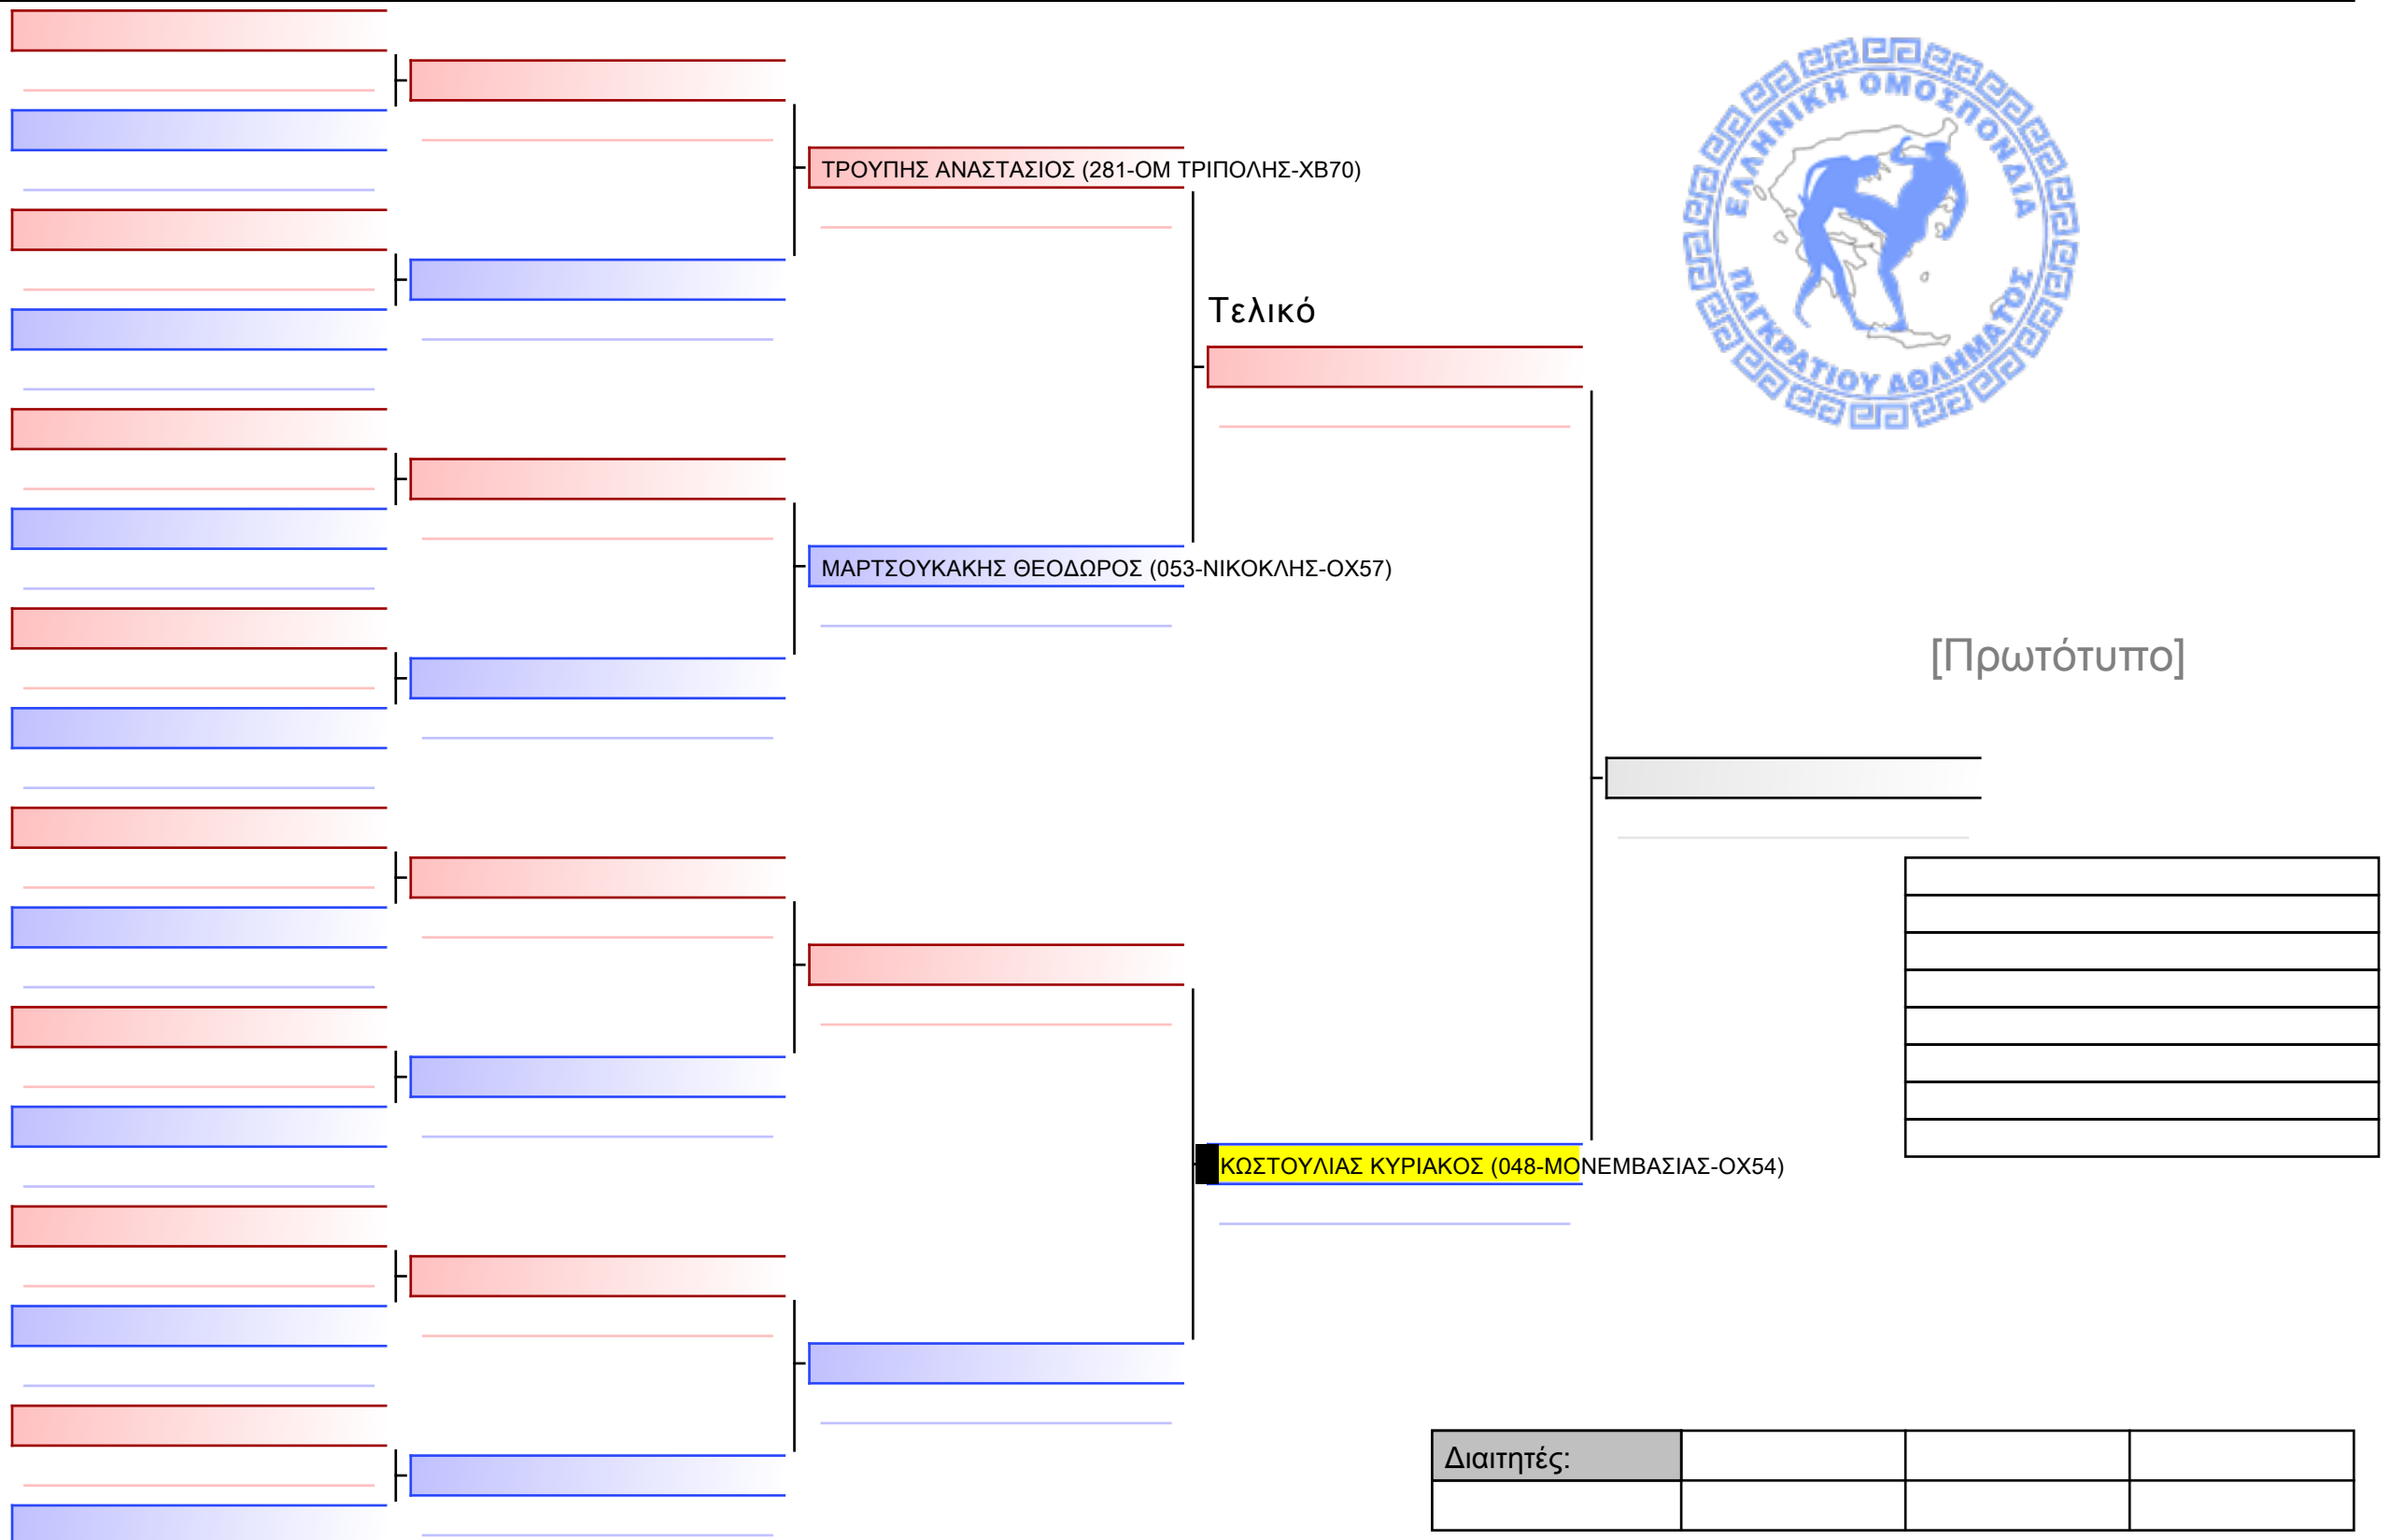 ΕΛΛΗΝΙΚΗ ΟΜΟΣΠΟΝΔΙΑ
ΠΑΓΚΡΑΤΙΟΥ ΑΘΛΗΜΑΤΟΣ
ΤΡΟΥΠΗΣ ΑΝΑΣΤΑΣΙΟΣ (281-ΟΜ ΤΡΙΠΟΛΗΣ-ΧΒ70)
Τελικό
ΜΑΡΤΣΟΥΚΑΚΗΣ ΘΕΟΔΩΡΟΣ (053-ΝΙΚΟΚΛΗΣ-ΟΧ57)
[Πρωτότυπο]
ΚΩΣΤΟΥΛΙΑΣ ΚΥΡΙΑΚΟΣ (048-ΜΟΝΕΜΒΑΣΙΑΣ-ΟΧ54)
Διαιτητές: